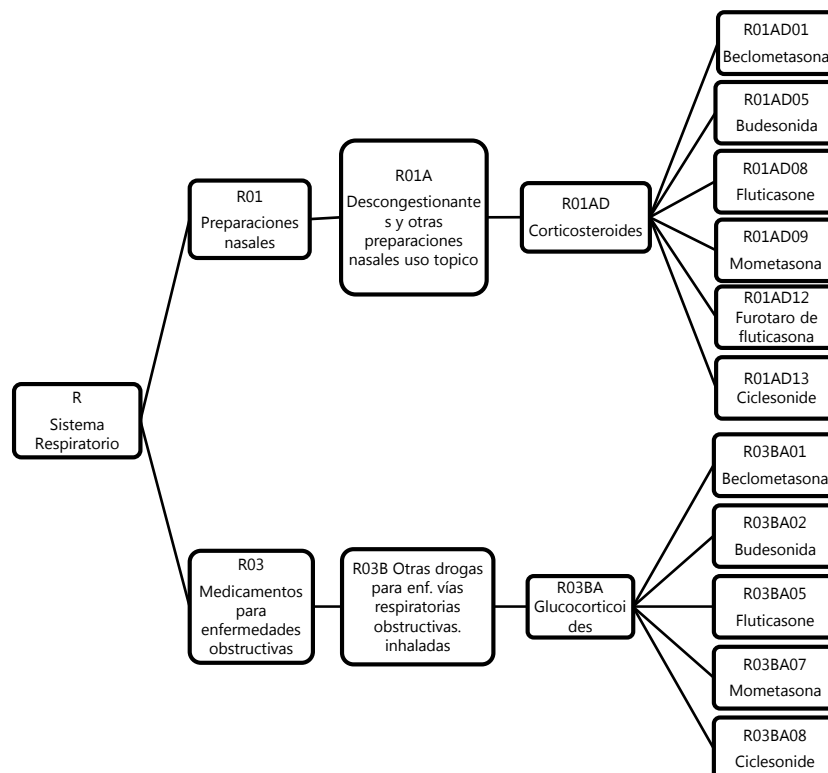 R
Sistema
Respiratorio
R01
Preparaciones
nasales
R01A
Descongestionante
s y otras
preparaciones
nasales uso topico
R01AD
Corticosteroides
R01AD01
Beclometasona
R01AD05
Budesonida
R01AD08
Fluticasone
R01AD09
Mometasona
R01AD12
Furotaro de
fluticasona
R01AD13
Ciclesonide
R03
Medicamentos
para
enfermedades
obstructivas
R03B Otras drogas
para enf. vías
respiratorias
obstructivas.
inhaladas
R03BA
Glucocorticoi
des
R03BA01
Beclometasona
R03BA02
Budesonida
R03BA05
Fluticasone
R03BA07
Mometasona
R03BA08
Ciclesonide